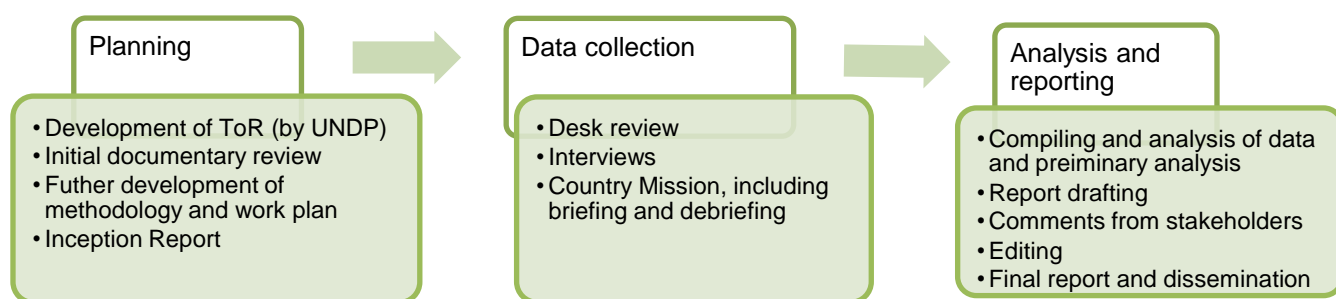 Planning
• Development of ToR (by UNDP)
• Initial documentary review
• Futher development of
methodology and work plan
• Inception Report
Data collection
• Desk review
• Interviews
• Country Mission, including
briefing and debriefing
Analysis and
reporting
• Compiling and analysis of data
and preiminary analysis
• Report drafting
• Comments from stakeholders
• Editing
• Final report and dissemination